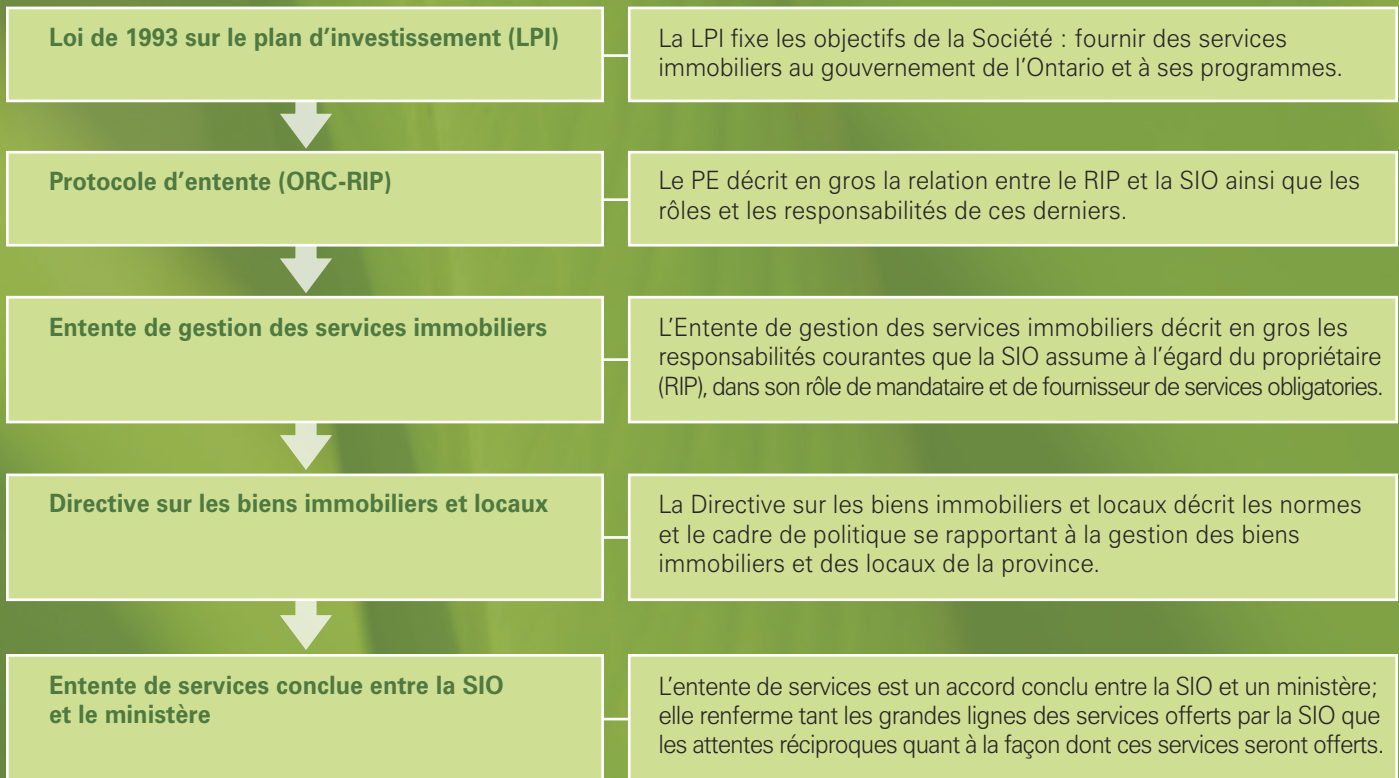 Loi de 1993 sur le plan d’investissement (LPI)
La LPI fixe les objectifs de la Société : fournir des services
immobiliers au gouvernement de l’Ontario et à ses programmes.
Protocole d’entente (ORC-RIP)
Le PE décrit en gros la relation entre le RIP et la SIO ainsi que les
rôles et les responsabilités de ces derniers.
Entente de gestion des services immobiliers
L’Entente de gestion des services immobiliers décrit en gros les
responsabilités courantes que la SIO assume à l’égard du propriétaire
(RIP), dans son rôle de mandataire et de fournisseur de services obligatories.
Directive sur les biens immobiliers et locaux
La Directive sur les biens immobiliers et locaux décrit les normes
et le cadre de politique se rapportant à la gestion des biens
immobiliers et des locaux de la province.
Entente de services conclue entre la SIO
et le ministère
L’entente de services est un accord conclu entre la SIO et un ministère;
elle renferme tant les grandes lignes des services offerts par la SIO que
les attentes réciproques quant à la façon dont ces services seront offerts.